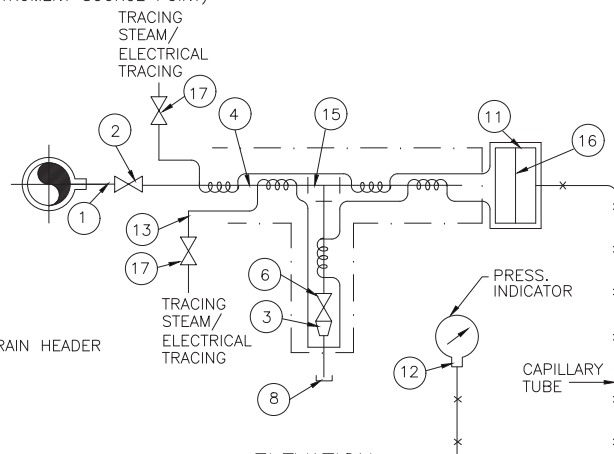 TRACING
STEAM/
ELECTRICAL
TRACING
17
4
15
11
2
16
1
13
17
6
PRESS.
INDICATOR
TRACING
STEAM/
ELECTRICAL
TRACING
3
HEADER
12
CAPILLARY
TUBE
8